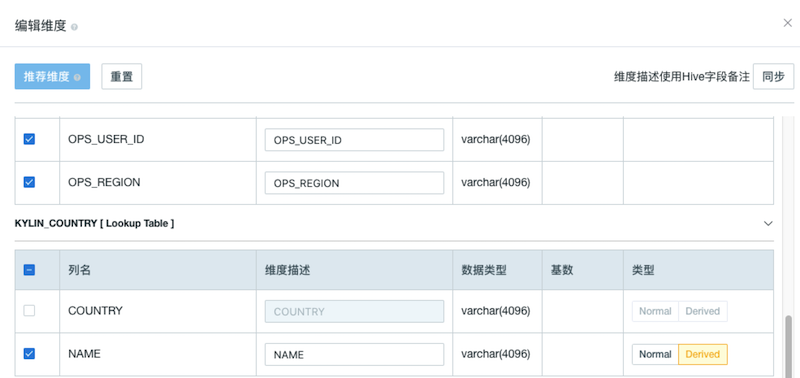 编辑维度
推荐维度 重置 维度描述使用Hive字段备注 同步
OPS_USER_ID OPS_USER_ID varchar(4096)
OPS_REGION OPS_REGION varchar(4096)
KYLIN_COUNTRY [ Lookup Table ]
列名 维度描述 数据类型 基数 类型
COUNTRY COUNTRY varchar(4096) Normal Derived
NAME NAME varchar(4096) Normal Derived